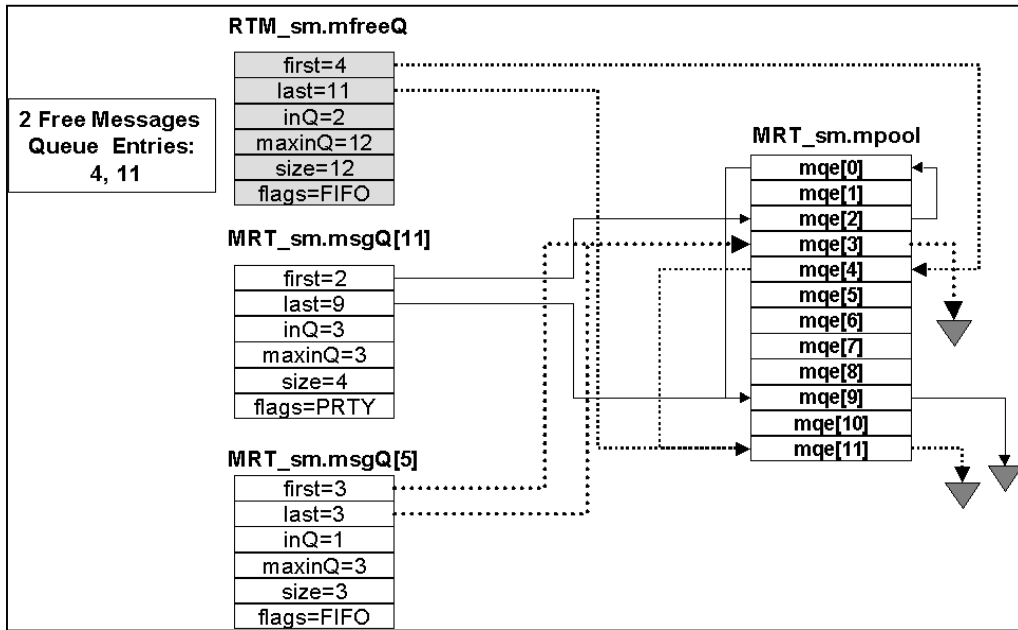 RTM_sm.mfreeQ
first=4
last=11
inQ=2
maxinQ=12
size=12
flags=FIFO
2 Free Messages
Queue Entries:
4, 11
MRT_sm.msgQ[11]
first=2
last=9
inQ=3
maxinQ=3
size=4
flags=PRTY
MRT_sm.msgQ[5]
first=3
last=3
inQ=1
maxinQ=3
size=3
flags=FIFO
MRT_sm.mpool
mqe[0]
mqe[1]
mqe[2]
mqe[3]
mqe[4]
mqe[5]
mqe[6]
mqe[7]
mqe[8]
mqe[9]
mqe[10]
mqe[11]